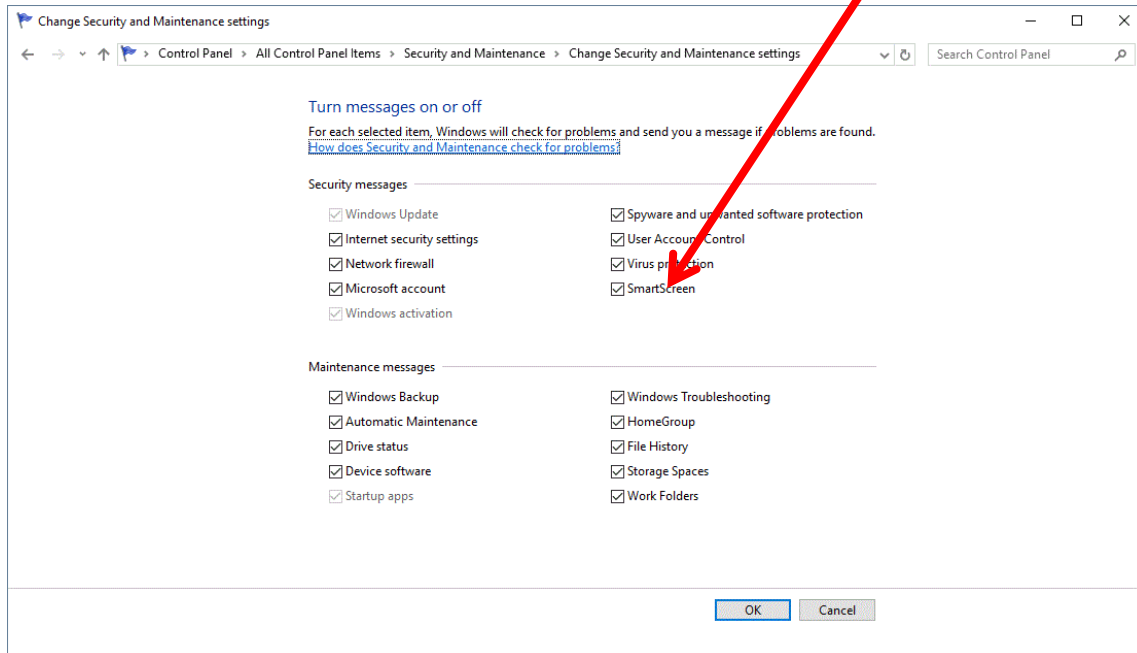 Change Security and Maintenance settings
Control Panel > All Control Panel Items > Security and Maintenance > Change Security and Maintenance settings
Search Control Panel
Turn messages on or off
For each selected item, Windows will check for problems and send you a message if problems are found.
How does Security and Maintenance check for problems?
Security messages
Windows Update
Spyware and unwanted software protection
Internet security settings
User Account Control
Network firewall
Virus protection
Microsoft account
SmartScreen
Windows activation
Maintenance messages
Windows Backup
Windows Troubleshooting
Automatic Maintenance
HomeGroup
Drive status
File History
Device software
Storage Spaces
Startup apps
Work Folders
OK
Cancel